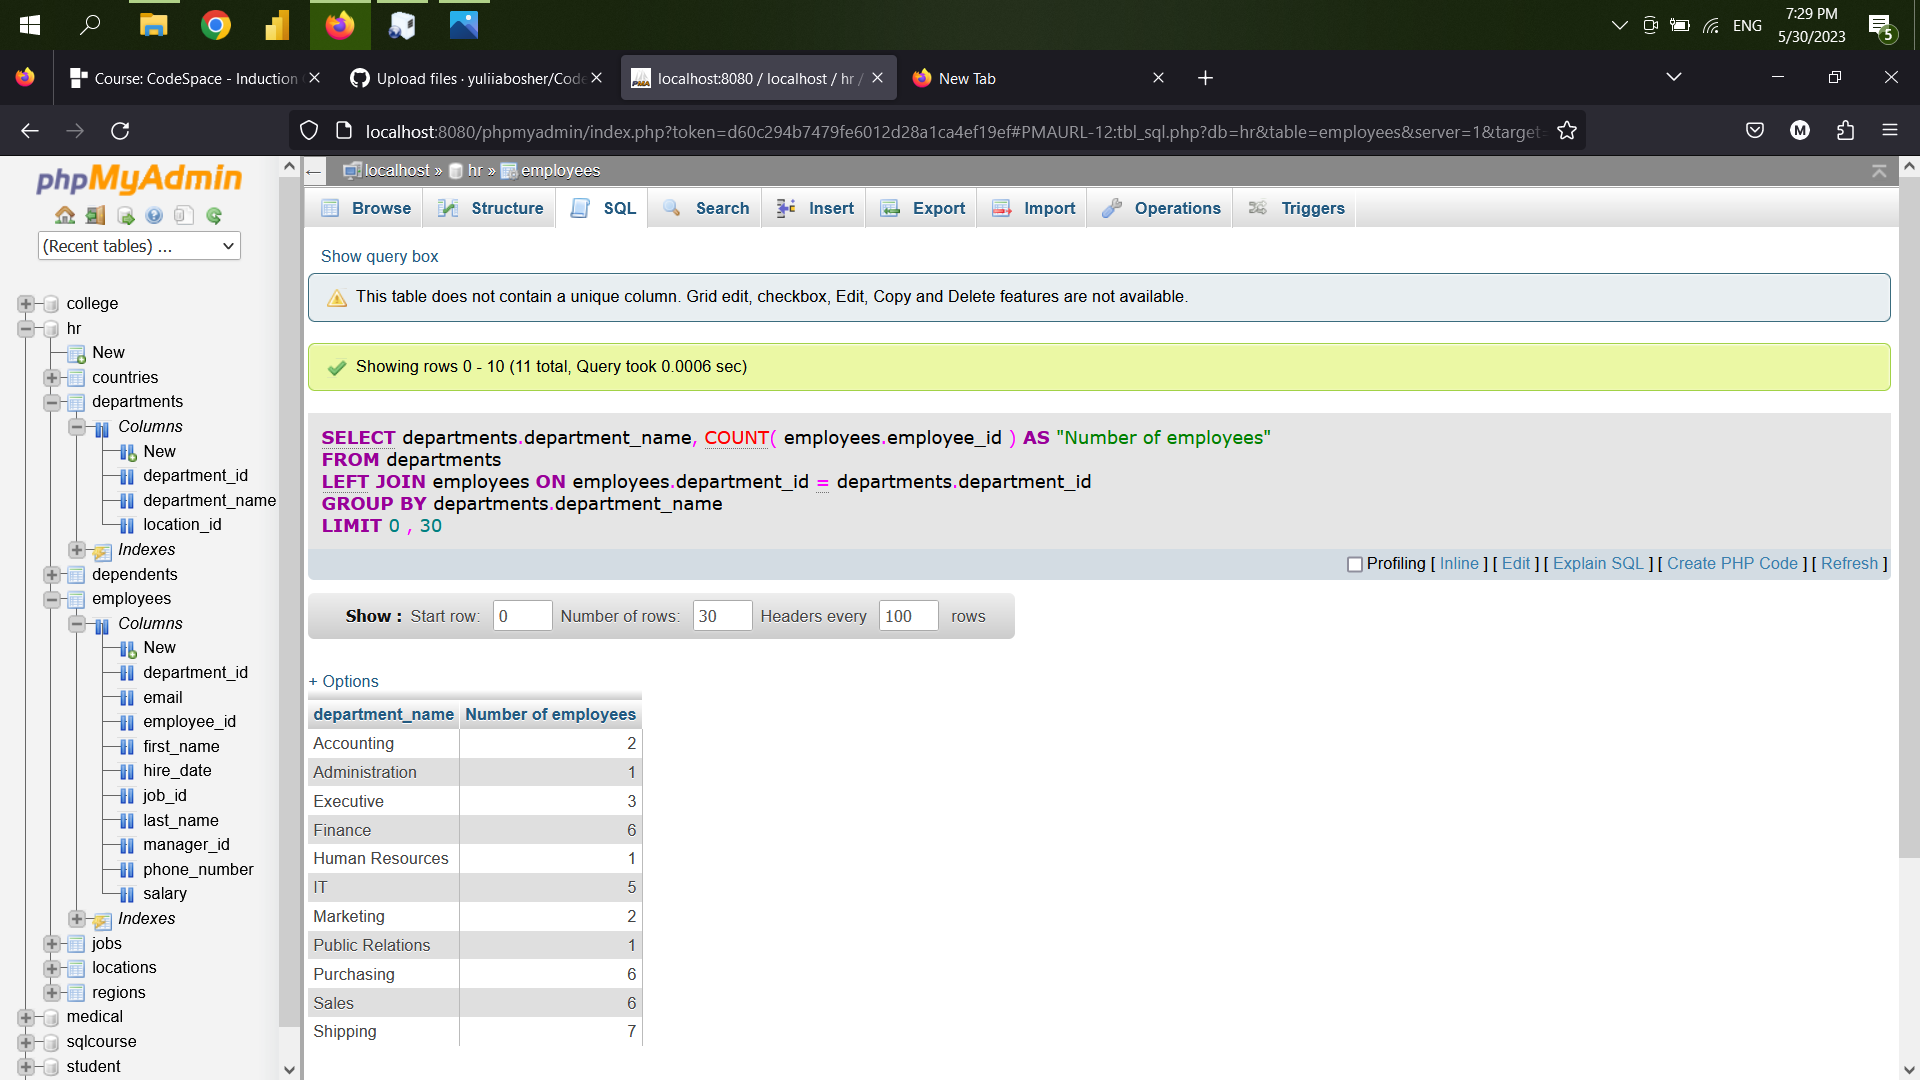 ENG
7:29 PM
5/30/2023
5
Course: CodeSpace - Induction
Upload files · yuliiabosher/Code
localhost:8080 / localhost / hr /
New Tab
localhost:8080/phpmyadmin/index.php?token=d60c294b7479fe6012d28a1ca4ef19ef#PMAURL-12:tbl_sql.php?db=hr&table=employees&server=1&target=
M
phpMyAdmin
(Recent tables) ...
college
hr
New
countries
departments
Columns
New
department_id
department_name
location_id
Indexes
dependents
employees
Columns
New
department_id
email
employee_id
first_name
hire_date
job_id
last_name
manager_id
phone_number
salary
Indexes
jobs
locations
regions
medical
sqlcourse
student
localhost » hr » employees
Browse Structure SQL Search Insert Export Import Operations Triggers
Show query box
This table does not contain a unique column. Grid edit, checkbox, Edit, Copy and Delete features are not available.
Showing rows 0 - 10 (11 total, Query took 0.0006 sec)
SELECT departments.department_name, COUNT( employees.employee_id ) AS "Number of employees"
FROM departments
LEFT JOIN employees ON employees.department_id = departments.department_id
GROUP BY departments.department_name
LIMIT 0 , 30
Profiling [ Inline ] [ Edit ] [ Explain SQL ] [ Create PHP Code ] [ Refresh ]
Show : Start row: 0 Number of rows: 30 Headers every 100 rows
+ Options
department_name Number of employees
Accounting 2
Administration 1
Executive 3
Finance 6
Human Resources 1
IT 5
Marketing 2
Public Relations 1
Purchasing 6
Sales 6
Shipping 7